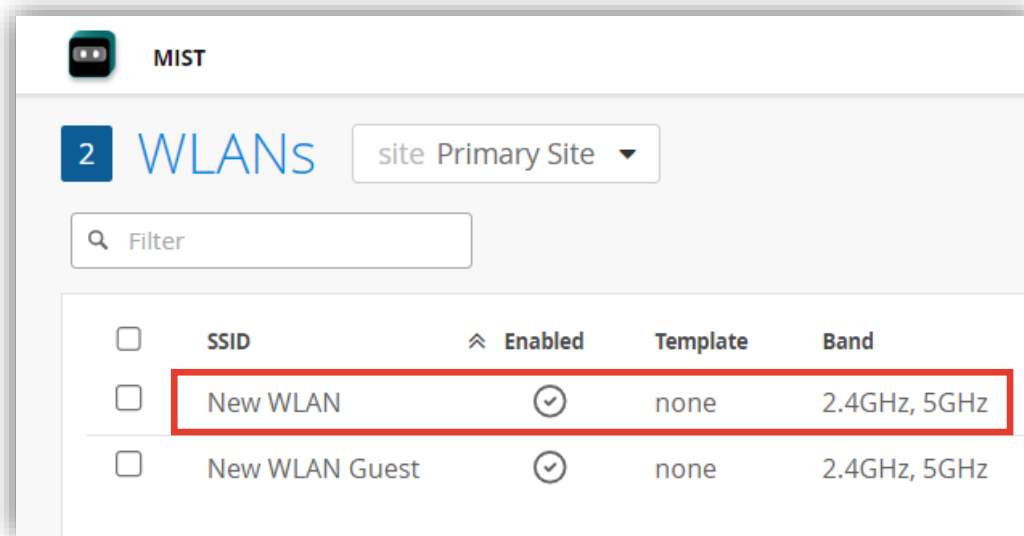 MIST
2 WLANs site Primary Site
Filter
SSID Enabled Template Band
New WLAN none 2.4GHz, 5GHz
New WLAN Guest none 2.4GHz, 5GHz